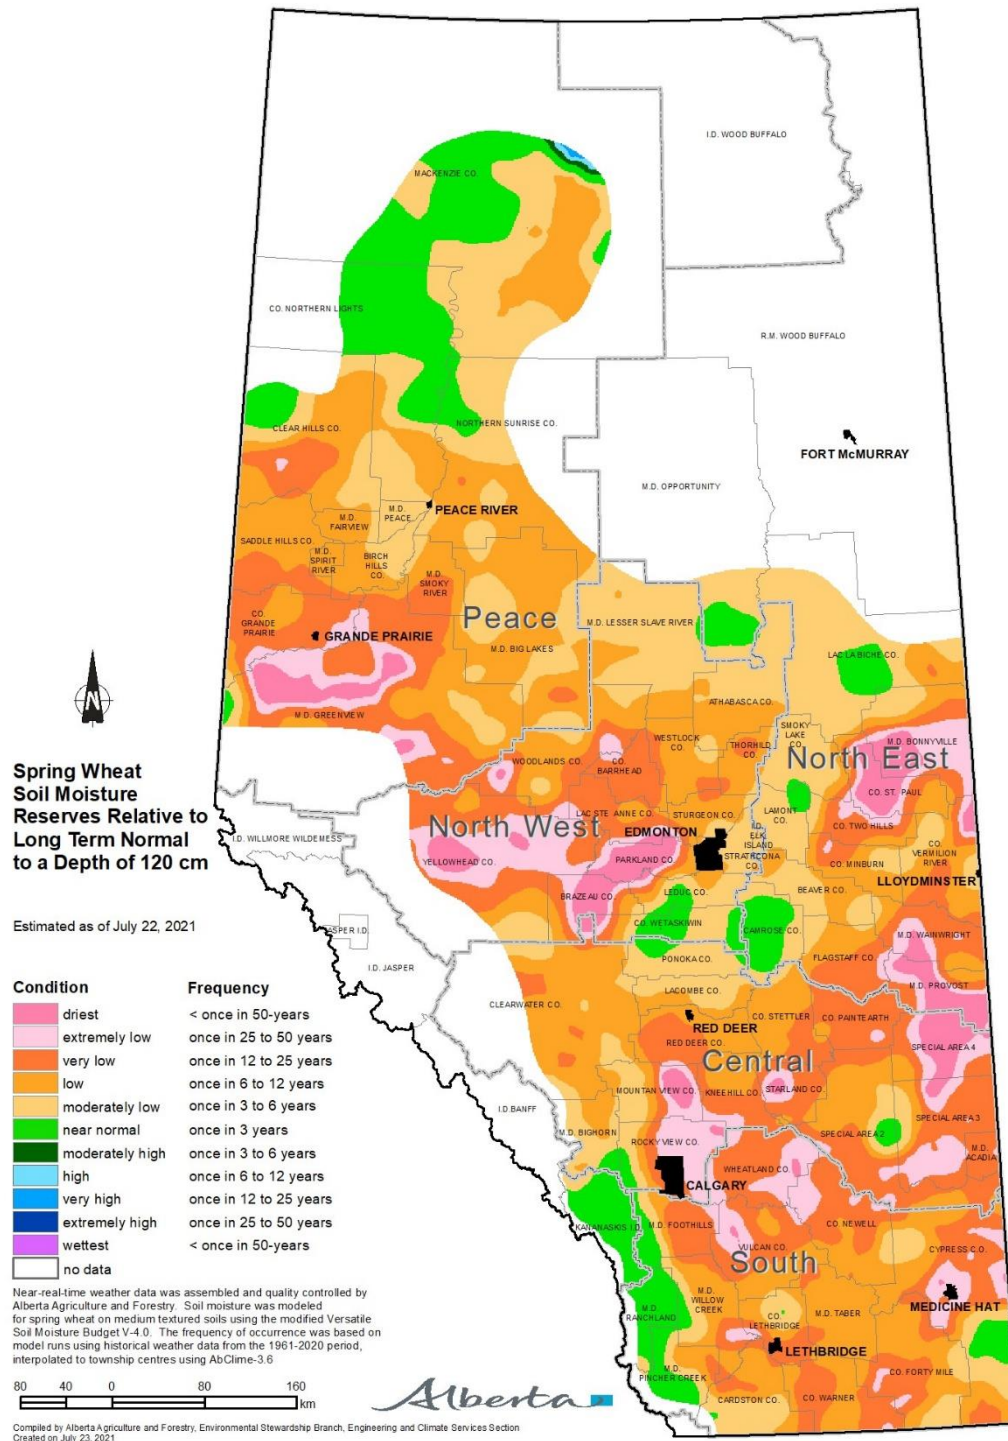 I.D. WOOD BUFFALO
MACKENZIE CO.
CO. NORTHERN LIGHTS
R.M. WOOD BUFFALO
CLEAR HILLS CO.
NORTHERN SUNRISE CO.
FORT McMURRAY
M.D. OPPORTUNITY
PEACE RIVER
M.D.
PEACE
M.D.
FAIRVIEW
SADDLE HILLS CO.
M.D.
SPIRIT
RIVER
BIRCH
HILLS
CO.
M.D.
SMOKY
RIVER
CO.
GRANDE
PRAIRIE
GRANDE PRAIRIE
Peace
M.D. LESSER SLAVE RIVER
M.D. BIG LAKES
LAC LA BICHE CO.
M.D. GREENVIEW
ATHABASCA CO.
SMOKY
LAKE
CO.
WESTLOCK
CO.
THORHILD
CO.
M.D. BONNYVILLE
North East
WOODLANDS CO.
CO.
BARRHEAD
CO. ST. PAUL
Spring Wheat
Soil Moisture
Reserves Relative to
Long Term Normal
to a Depth of 120 cm
LAC STE ANNE CO.
STURGEON CO.
LAMONT
CO.
CO. TWO HILLS
North West
EDMONTON
I.D.
ELK
ISLAND
STRATHCONA
CO.
I.D. WILLMORE WILDERNESS
YELLOWHEAD CO.
PARKLAND CO.
CO. MINBURN
CO.
VERMILION
RIVER
LLOYDMINSTER
BRAZEAU CO.
LEDUC CO.
BEAVER CO.
Estimated as of July 22, 2021
JASPER I.D.
CO. WETASKIWIN
CAMROSE CO.
M.D. WAINWRIGHT
I.D. JASPER
PONOKA CO.
FLAGSTAFF CO.
M.D. PROVOST
CLEARWATER CO.
LACOMBE CO.
RED DEER
CO. STETTLER
CO. PAINTEARTH
RED DEER CO.
SPECIAL AREA 4
Central
MOUNTAN VIEW CO.
KNEEHILL CO.
STARLAND CO.
I.D. BANFF
M.D. BIGHORN
ROCKY VIEW CO.
SPECIAL AREA 2
SPECIAL AREA 3
M.D.
ACADIA
WHEATLAND CO.
CALGARY
KANANASKIS I.D.
M.D. FOOTHILLS
CO. NEWELL
VULCAN CO.
CYPRESS C.O.
South
MEDICINE HAT
M.D.
RANCHLAND
M.D.
WILLOW
CREEK
CO.
LETHBRIDGE
M.D. TABER
LETHBRIDGE
M.D.
PINCHER CREEK
CO. FORTY MILE
CARDSTON CO.
CO. WARNER
Condition Frequency
driest < once in 50-years
extremely low once in 25 to 50 years
very low once in 12 to 25 years
low once in 6 to 12 years
moderately low once in 3 to 6 years
near normal once in 3 years
moderately high once in 3 to 6 years
high once in 6 to 12 years
very high once in 12 to 25 years
extremely high once in 25 to 50 years
wettest < once in 50-years
no data
Near-real-time weather data was assembled and quality controlled by
Alberta Agriculture and Forestry. Soil moisture was modeled
for spring wheat on medium textured soils using the modified Versatile
Soil Moisture Budget V-4.0. The frequency of occurrence was based on
model runs using historical weather data from the 1961-2020 period,
interpolated to township centres using AbClime-3.6
80 40 0 80 160
km
Alberta
Compiled by Alberta Agriculture and Forestry, Environmental Stewardship Branch, Engineering and Climate Services Section
Created on July 23, 2021
N